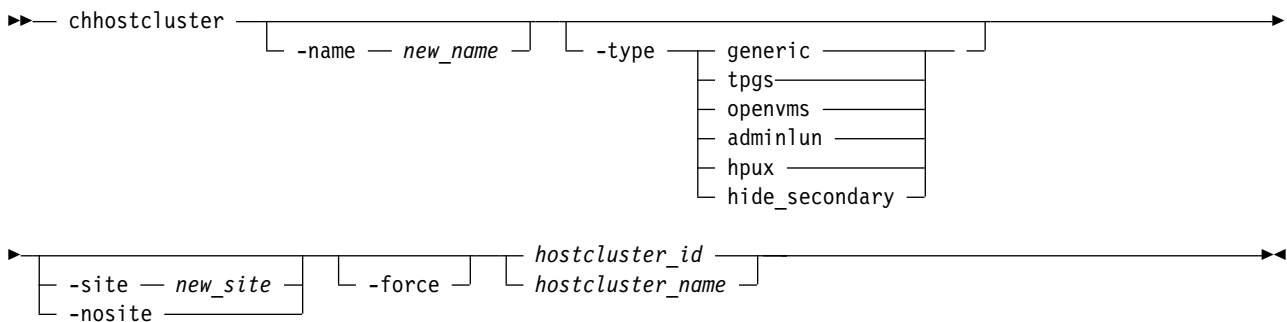 chhostcluster
-name new_name -type generic
tpgs
openvms
adminlun
hpux
hide_secondary
-site new_site -force hostcluster_id
-nosite hostcluster_name